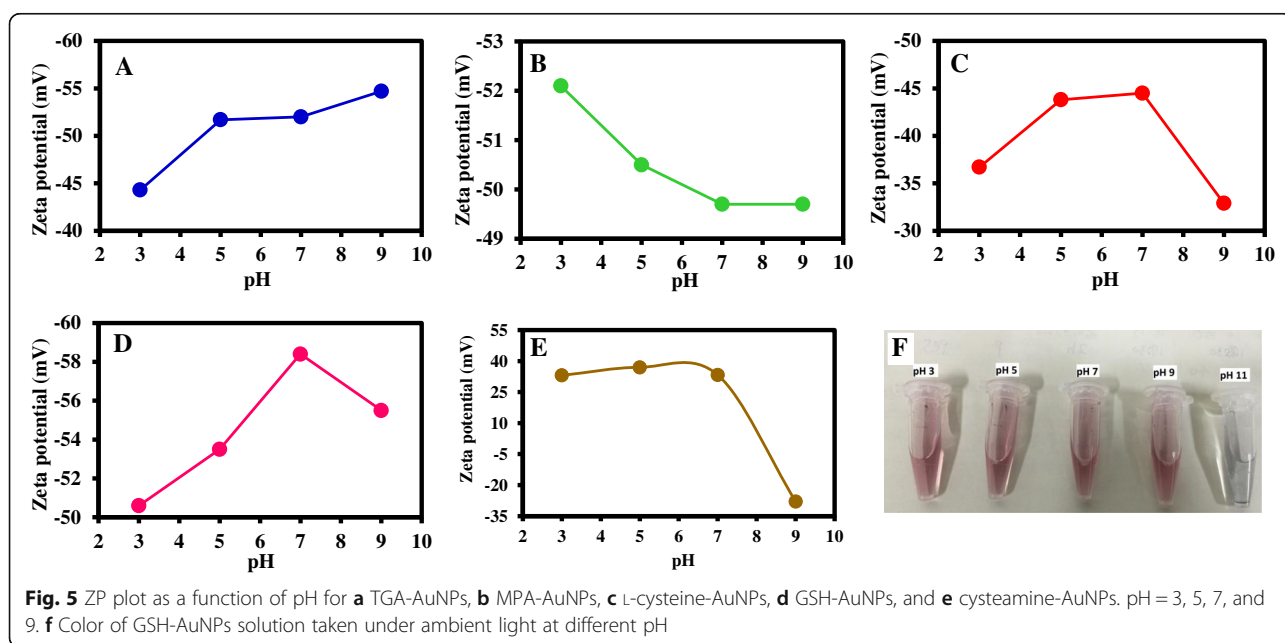 A
Zeta potential (mV)
-60
-55
-50
-45
-40
2 3 4 5 6 7 8 9 10
pH
B
Zeta potential (mV)
-53
-52
-51
-50
-49
2 3 4 5 6 7 8 9 10
pH
C
Zeta potential (mV)
-50
-45
-40
-35
-30
2 3 4 5 6 7 8 9 10
pH
D
Zeta potential (mV)
-60
-58
-56
-54
-52
-50
2 3 4 5 6 7 8 9 10
pH
E
Zeta potential (mV)
55
40
25
15
-5
-20
-35
2 3 4 5 6 7 8 9 10
pH
F
pH 3 pH 5 pH 7 pH 9 pH 11
Fig. 5 ZP plot as a function of pH for a TGA-AuNPs, b MPA-AuNPs, c L-cysteine-AuNPs, d GSH-AuNPs, and e cysteamine-AuNPs. pH = 3, 5, 7, and
9. f Color of GSH-AuNPs solution taken under ambient light at different pH